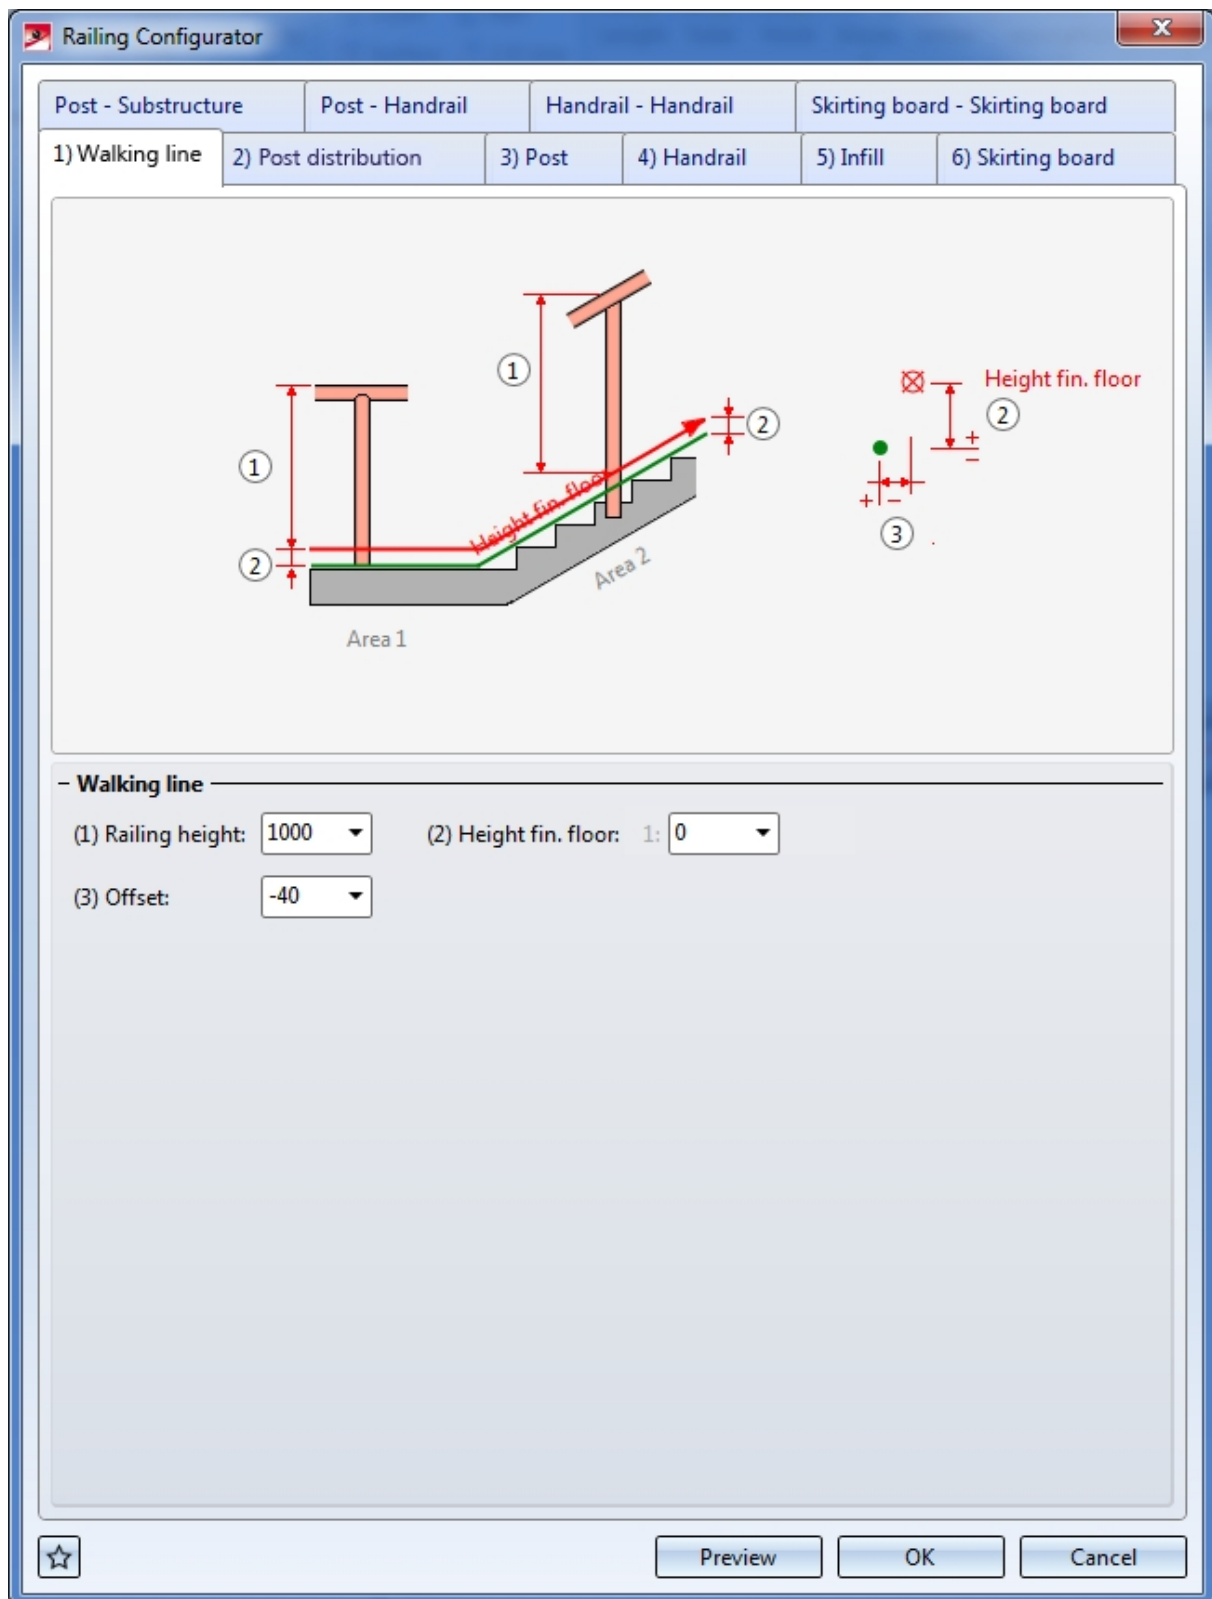 Railing Configurator
Post - Substructure
Post - Handrail
Handrail - Handrail
Skirting board - Skirting board
1) Walking line
2) Post distribution
3) Post
4) Handrail
5) Infill
6) Skirting board
1
1
2
Height fin. floor
2
+
−
1
Height fin. floor
+ −
3
2
Area 2
Area 1
− Walking line
(1) Railing height: 1000
(2) Height fin. floor: 1: 0
(3) Offset: -40
Preview
OK
Cancel